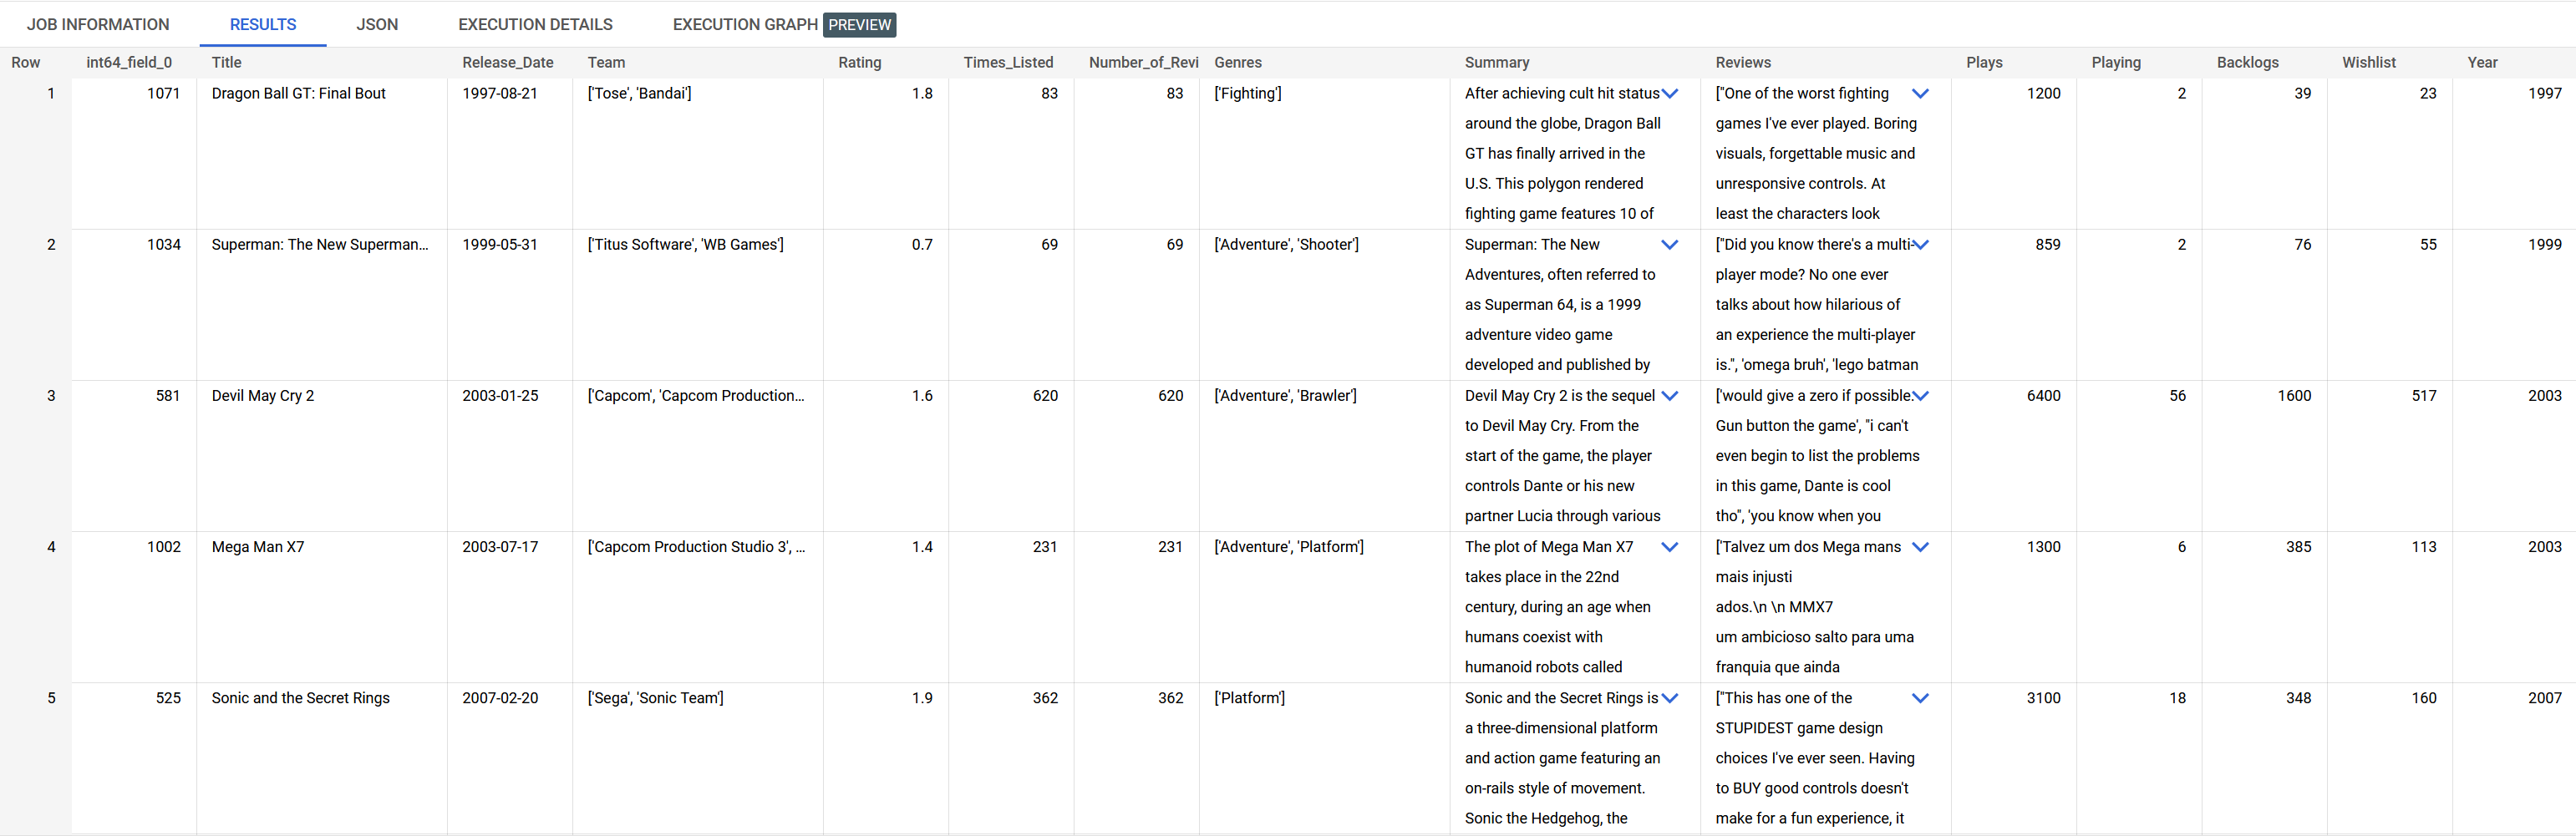 JOB INFORMATION RESULTS JSON EXECUTION DETAILS EXECUTION GRAPH PREVIEW
Row int64_field_0 Title Release_Date Team Rating Times_Listed Number_of_Revi Genres Summary Reviews Plays Playing Backlogs Wishlist Year
1 1071 Dragon Ball GT: Final Bout 1997-08-21 ['Tose', 'Bandai'] 1.8 83 83 ['Fighting'] After achieving cult hit status ["One of the worst fighting 1200 2 39 23 1997
around the globe, Dragon Ball games I've ever played. Boring
GT has finally arrived in the visuals, forgettable music and
U.S. This polygon rendered unresponsive controls. At
fighting game features 10 of least the characters look
2 1034 Superman: The New Superman... 1999-05-31 ['Titus Software', 'WB Games'] 0.7 69 69 ['Adventure', 'Shooter'] Superman: The New ["Did you know there's a multi- 859 2 76 55 1999
Adventures, often referred to player mode? No one ever
as Superman 64, is a 1999 talks about how hilarious of
adventure video game an experience the multi-player
developed and published by is.", 'omega bruh', 'lego batman
3 581 Devil May Cry 2 2003-01-25 ['Capcom', 'Capcom Production... 1.6 620 620 ['Adventure', 'Brawler'] Devil May Cry 2 is the sequel ['would give a zero if possible. 6400 56 1600 517 2003
to Devil May Cry. From the Gun button the game', "i can't
start of the game, the player even begin to list the problems
controls Dante or his new in this game, Dante is cool
partner Lucia through various tho", 'you know when you
4 1002 Mega Man X7 2003-07-17 ['Capcom Production Studio 3', ... 1.4 231 231 ['Adventure', 'Platform'] The plot of Mega Man X7 ['Talvez um dos Mega mans 1300 6 385 113 2003
takes place in the 22nd mais injusti
century, during an age when ados.\n \n MMX7
humans coexist with um ambicioso salto para uma
humanoid robots called franquia que ainda
5 525 Sonic and the Secret Rings 2007-02-20 ['Sega', 'Sonic Team'] 1.9 362 362 ['Platform'] Sonic and the Secret Rings is ["This has one of the 3100 18 348 160 2007
a three-dimensional platform STUPIDEST game design
and action game featuring an choices I've ever seen. Having
on-rails style of movement. to BUY good controls doesn't
Sonic the Hedgehog, the make for a fun experience, it